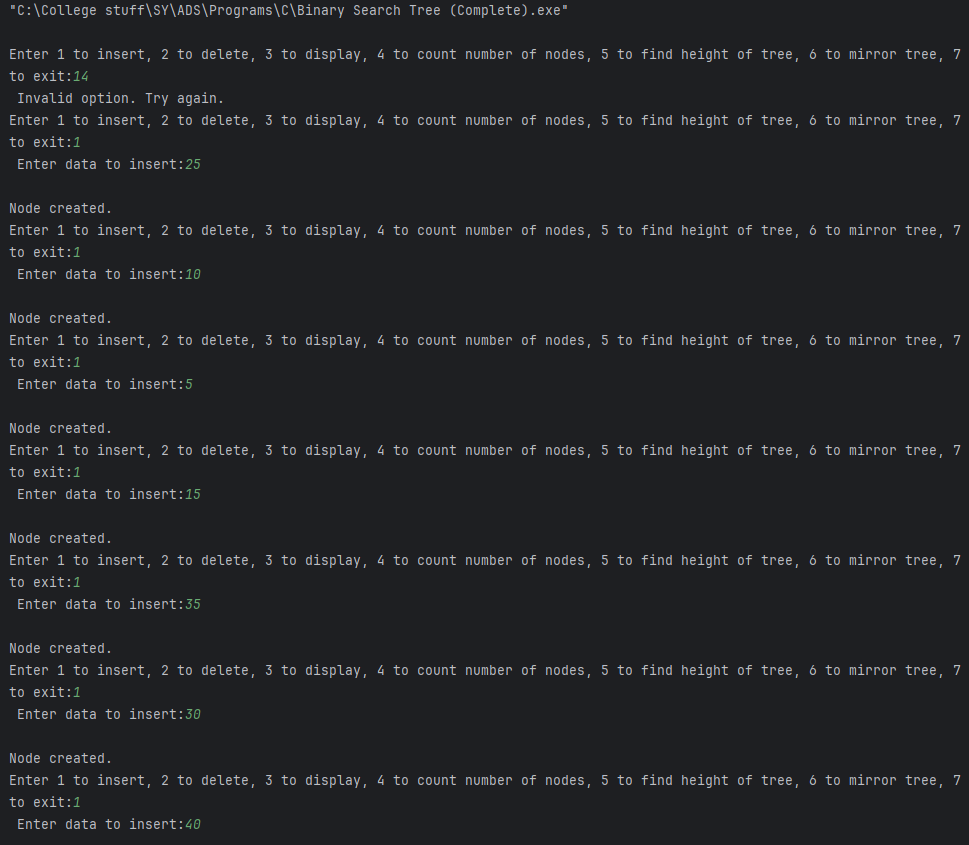 "C:\College stuff\SY\ADS\Programs\C\Binary Search Tree (Complete).exe"
Enter 1 to insert, 2 to delete, 3 to display, 4 to count number of nodes, 5 to find height of tree, 6 to mirror tree, 7
to exit:14
Invalid option. Try again.
Enter 1 to insert, 2 to delete, 3 to display, 4 to count number of nodes, 5 to find height of tree, 6 to mirror tree, 7
to exit:1
Enter data to insert:25
Node created.
Enter 1 to insert, 2 to delete, 3 to display, 4 to count number of nodes, 5 to find height of tree, 6 to mirror tree, 7
to exit:1
Enter data to insert:10
Node created.
Enter 1 to insert, 2 to delete, 3 to display, 4 to count number of nodes, 5 to find height of tree, 6 to mirror tree, 7
to exit:1
Enter data to insert:5
Node created.
Enter 1 to insert, 2 to delete, 3 to display, 4 to count number of nodes, 5 to find height of tree, 6 to mirror tree, 7
to exit:1
Enter data to insert:15
Node created.
Enter 1 to insert, 2 to delete, 3 to display, 4 to count number of nodes, 5 to find height of tree, 6 to mirror tree, 7
to exit:1
Enter data to insert:35
Node created.
Enter 1 to insert, 2 to delete, 3 to display, 4 to count number of nodes, 5 to find height of tree, 6 to mirror tree, 7
to exit:1
Enter data to insert:30
Node created.
Enter 1 to insert, 2 to delete, 3 to display, 4 to count number of nodes, 5 to find height of tree, 6 to mirror tree, 7
to exit:1
Enter data to insert:40